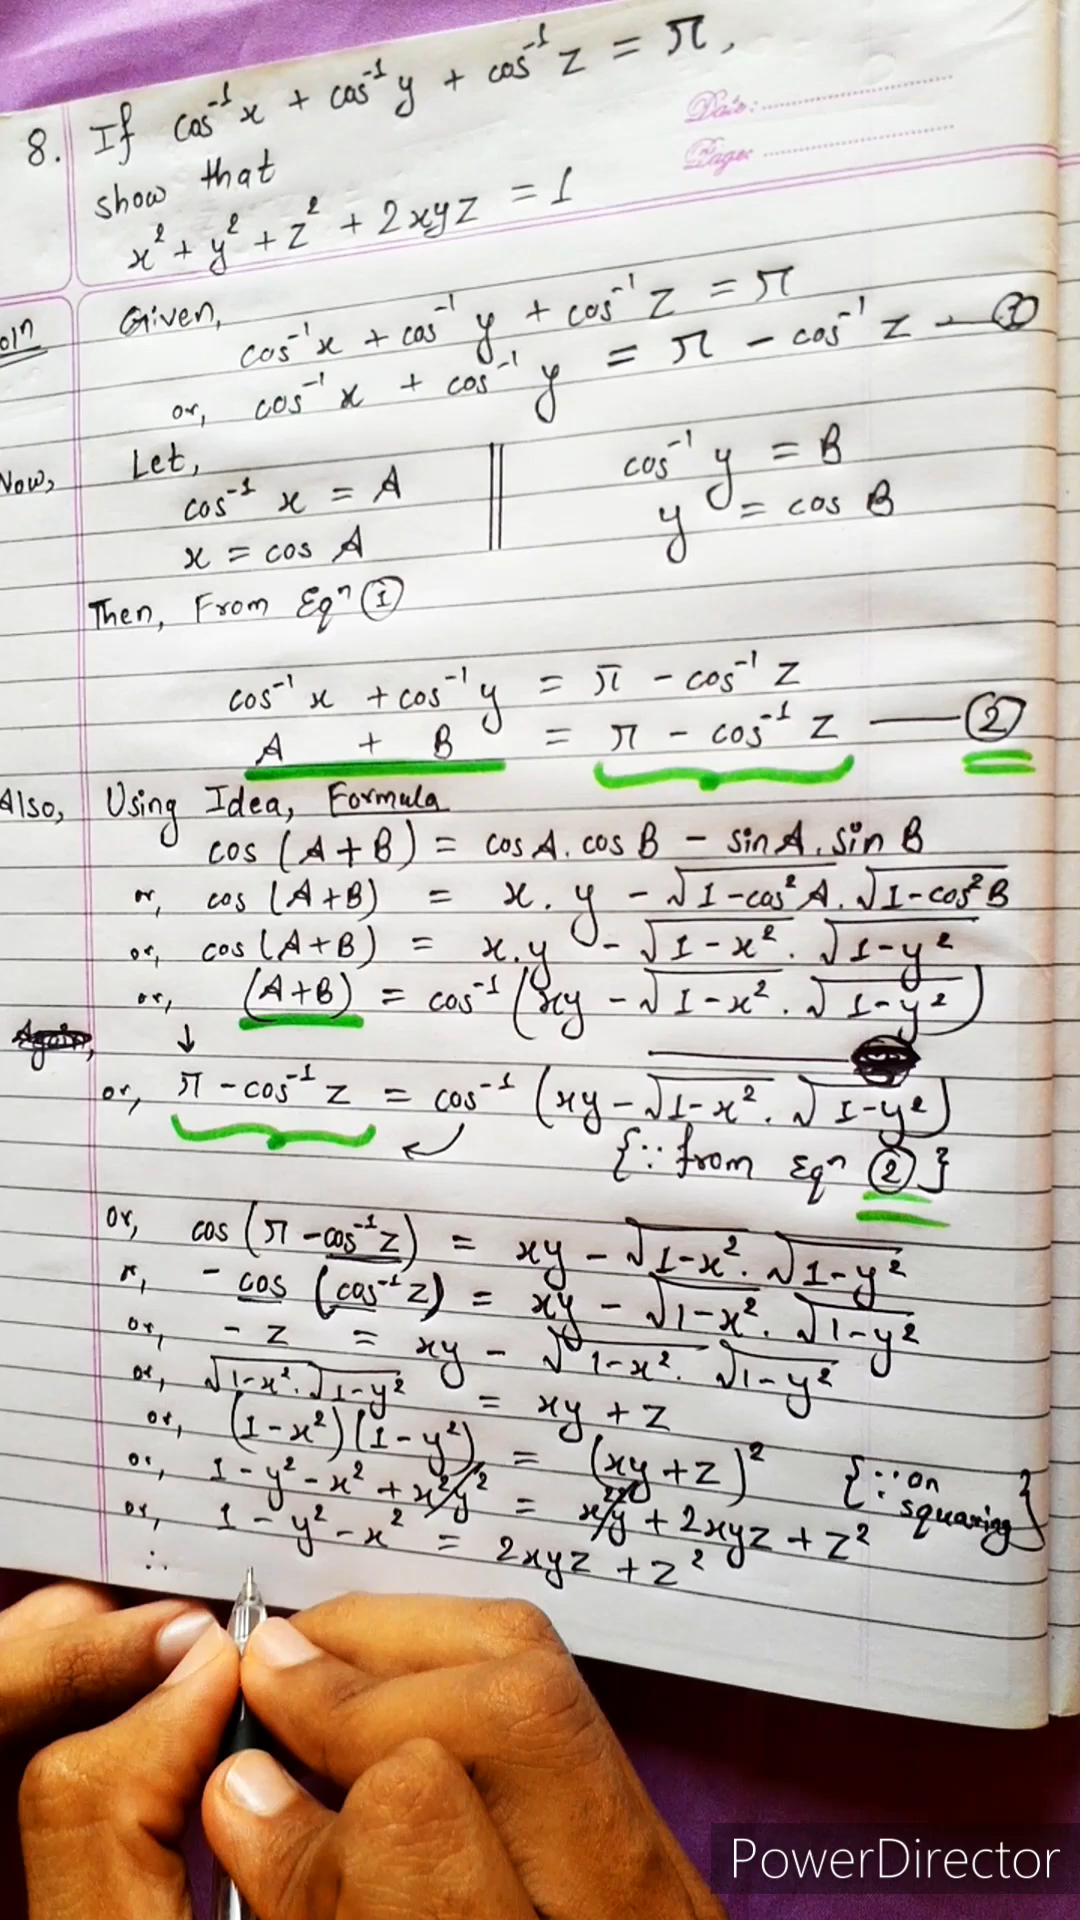 8. If cos⁻¹x + cos⁻¹y + cos⁻¹z = π,
show that
x² + y² + z² + 2xyz = 1
Date:
Page:
Given,
cos⁻¹x + cos⁻¹y + cos⁻¹z = π
or, cos⁻¹x + cos⁻¹y = π - cos⁻¹z — ①
Now, Let,
cos⁻¹x = A || cos⁻¹y = B
x = cos A || y = cos B
Then, From Eqⁿ ①
cos⁻¹x + cos⁻¹y = π - cos⁻¹z
A + B = π - cos⁻¹z — ②
Also, Using Idea, Formula
cos (A+B) = cos A. cos B - sin A. sin B
or, cos (A+B) = x. y - √1-cos²A. √1-cos²B
or, cos (A+B) = x.y - √1-x². √1-y²
or, (A+B) = cos⁻¹(xy - √1-x². √1-y²)
or, π - cos⁻¹z = cos⁻¹(xy - √1-x². √1-y²)
{∵ from Eqⁿ ②}
or, cos (π - cos⁻¹z) = xy - √1-x². √1-y²
r, - cos (cos⁻¹z) = xy - √1-x². √1-y²
or, - z = xy - √1-x². √1-y²
or, √1-x². √1-y² = xy + z
or, (1-x²)(1-y²) = (xy+z)² {∵ on squaring}
or, 1 - y² - x² + x²y² = x²y² + 2xyz + z²
or, 1 - y² - x² = 2xyz + z²
∴
PowerDirector